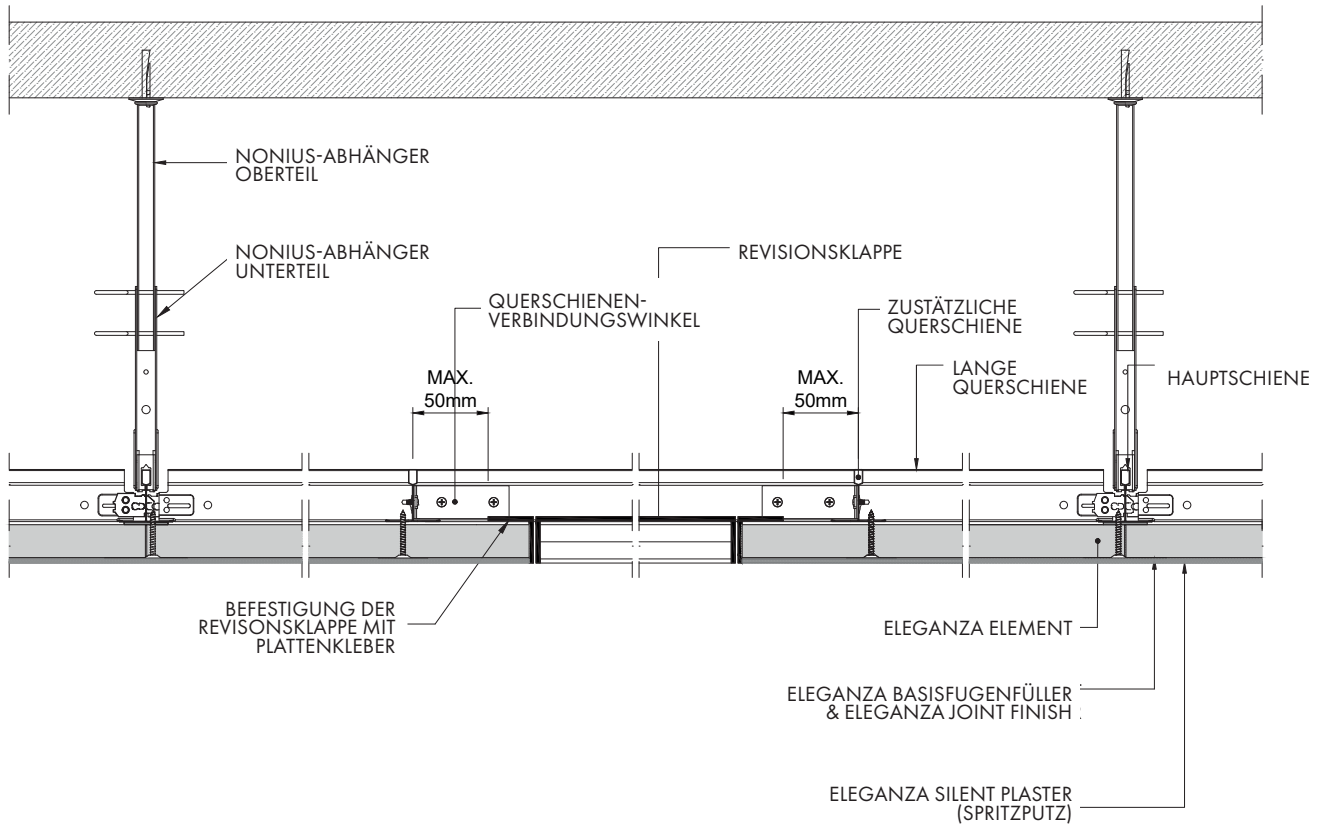 NONIUS-ABHÄNGER
OBERTEIL
NONIUS-ABHÄNGER
UNTERTEIL
REVISIONSKLAPPE
QUERSCHIENEN-
VERBINDUNGSWINKEL
ZUSTÄTZLICHE
QUERSCHIENE
MAX.
50mm
MAX.
50mm
LANGE
QUERSCHIENE
HAUPTSCHIENE
BEFESTIGUNG DER
REVISONSKLAPPE MIT
PLATTENKLEBER
ELEGANZA ELEMENT
ELEGANZA BASISFUGENFÜLLER
& ELEGANZA JOINT FINISH
ELEGANZA SILENT PLASTER
(SPRITZPUTZ)